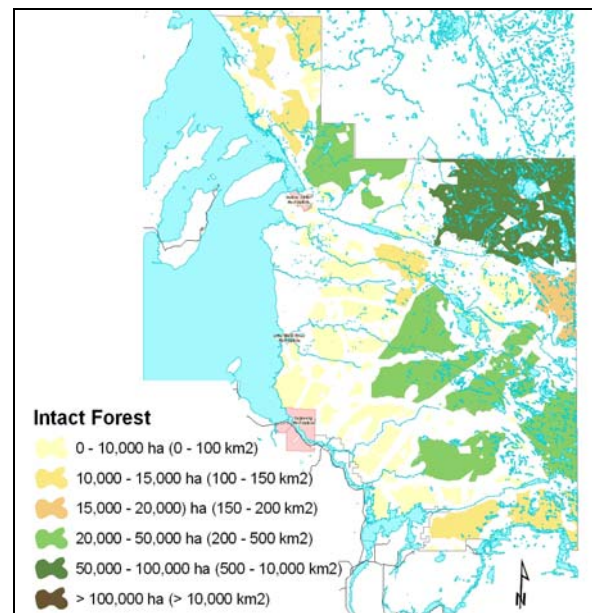 Intact Forest
0 - 10,000 ha (0 - 100 km2)
10,000 - 15,000 ha (100 - 150 km2)
15,000 - 20,000) ha (150 - 200 km2)
20,000 - 50,000 ha (200 - 500 km2)
50,000 - 100,000 ha (500 - 10,000 km2)
> 100,000 ha (> 10,000 km2)
N